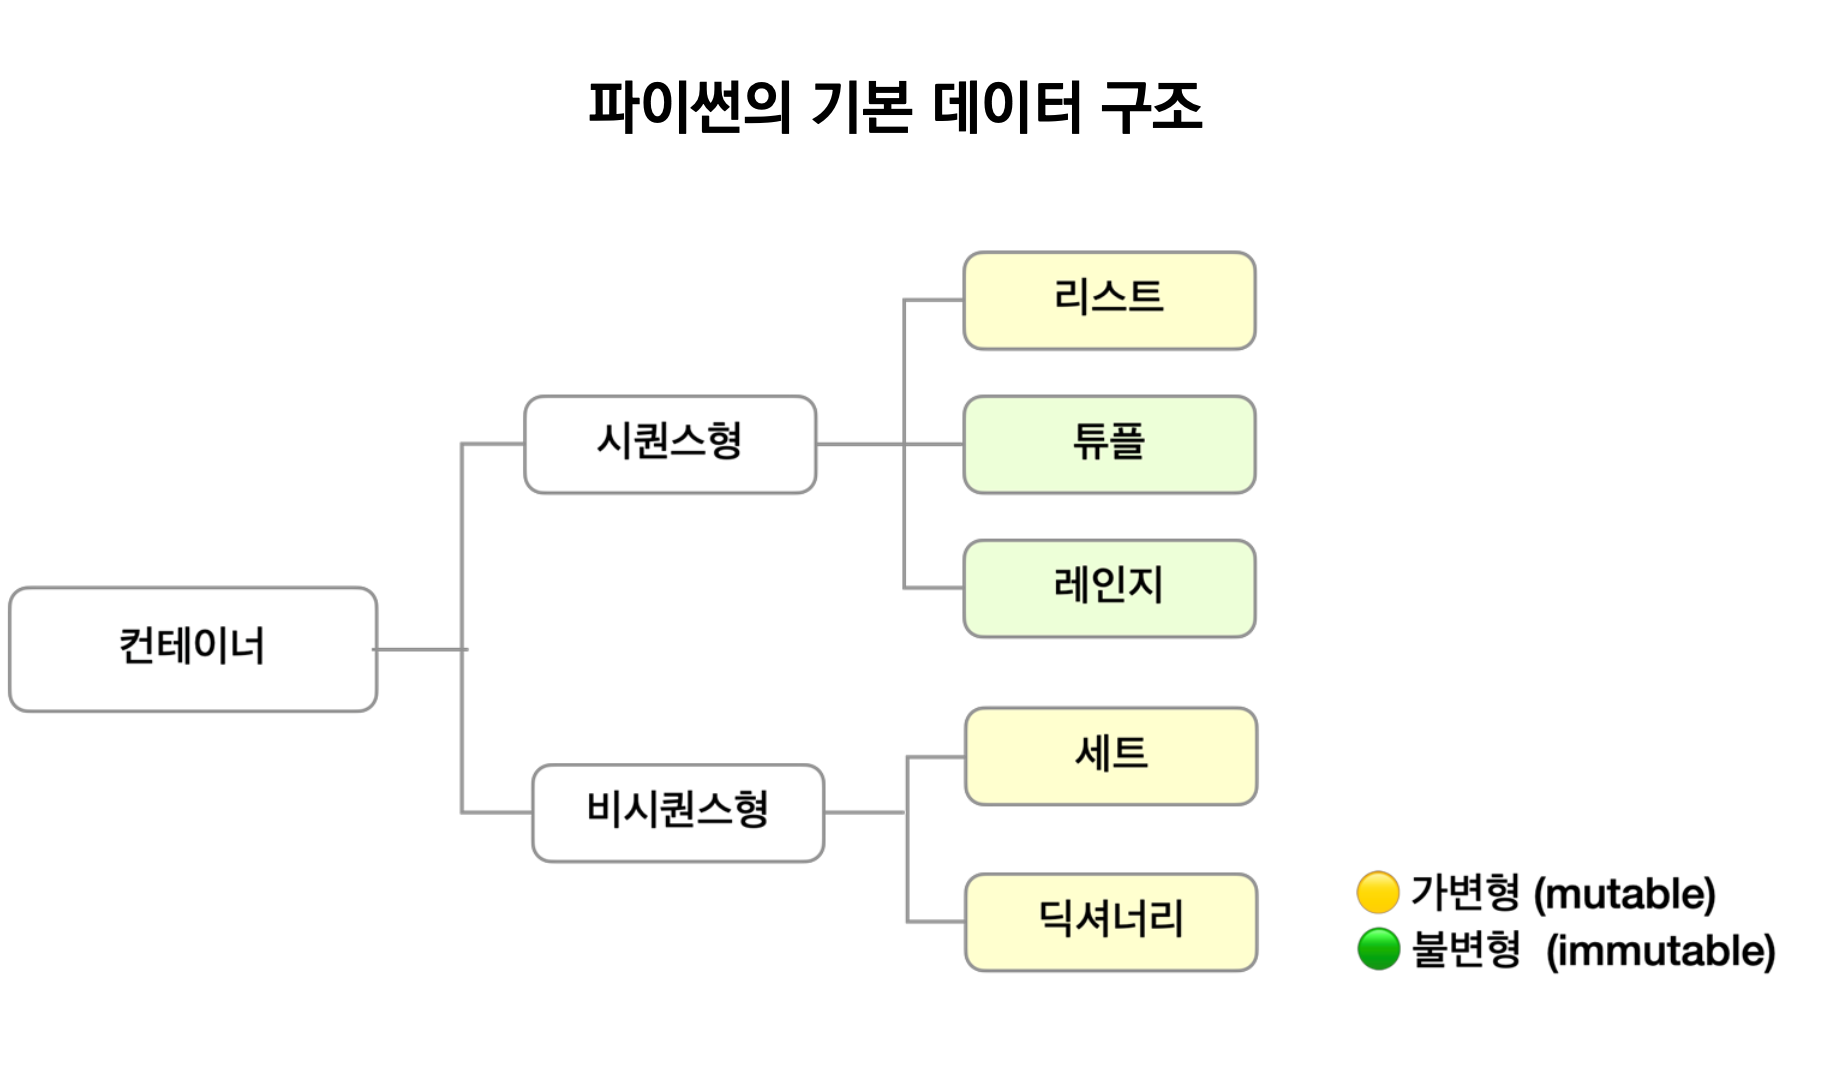 파이썬의 기본 데이터 구조
컨테이너
시퀀스형
리스트
튜플
레인지
비시퀀스형
세트
딕셔너리
가변형 (mutable)
불변형 (immutable)